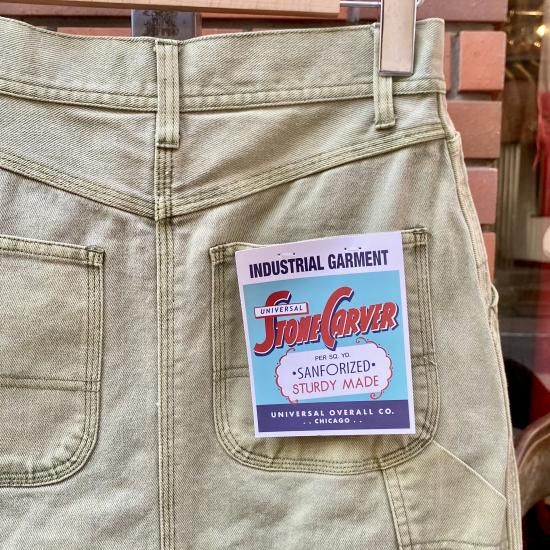 INDUSTRIAL GARMENT
UNIVERSAL
STONE CARVER
PER SQ. YD.
•SANFORIZED•
STURDY MADE
UNIVERSAL OVERALL CO.
..CHICAGO..